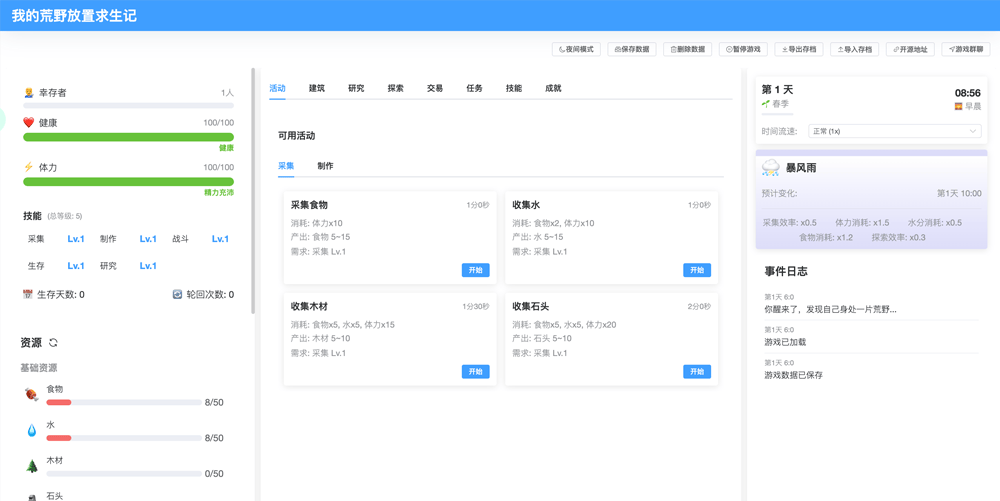 我的荒野放置求生记
夜间模式 保存数据 删除数据 暂停游戏 导出存档 导入存档 开源地址 游戏群聊
幸存者 1人
健康 100/100
健康
体力 100/100
精力充沛
技能 (总等级: 5)
采集 Lv.1 制作 Lv.1 战斗 Lv.1
生存 Lv.1 研究 Lv.1
生存天数: 0 轮回次数: 0
资源
基础资源
食物
8/50
水
8/50
木材
0/50
石头
活动 建筑 研究 探索 交易 任务 技能 成就
可用活动
采集 制作
采集食物 1分0秒
消耗: 体力x10
产出: 食物 5~15
需求: 采集 Lv.1
开始
收集水 1分0秒
消耗: 食物x2, 体力x10
产出: 水 5~15
需求: 采集 Lv.1
开始
收集木材 1分30秒
消耗: 食物x5, 水x5, 体力x15
产出: 木材 5~10
需求: 采集 Lv.1
开始
收集石头 2分0秒
消耗: 食物x5, 水x5, 体力x20
产出: 石头 5~10
需求: 采集 Lv.1
开始
第 1 天 08:56
春季 早晨
时间流速: 正常 (1x)
暴风雨
预计变化: 第1天 10:00
采集效率: x0.5 体力消耗: x1.5 水分消耗: x0.5
食物消耗: x1.2 探索效率: x0.3
事件日志
第1天 6:0
你醒来了，发现自己身处一片荒野...
第1天 6:0
游戏已加载
第1天 6:0
游戏数据已保存